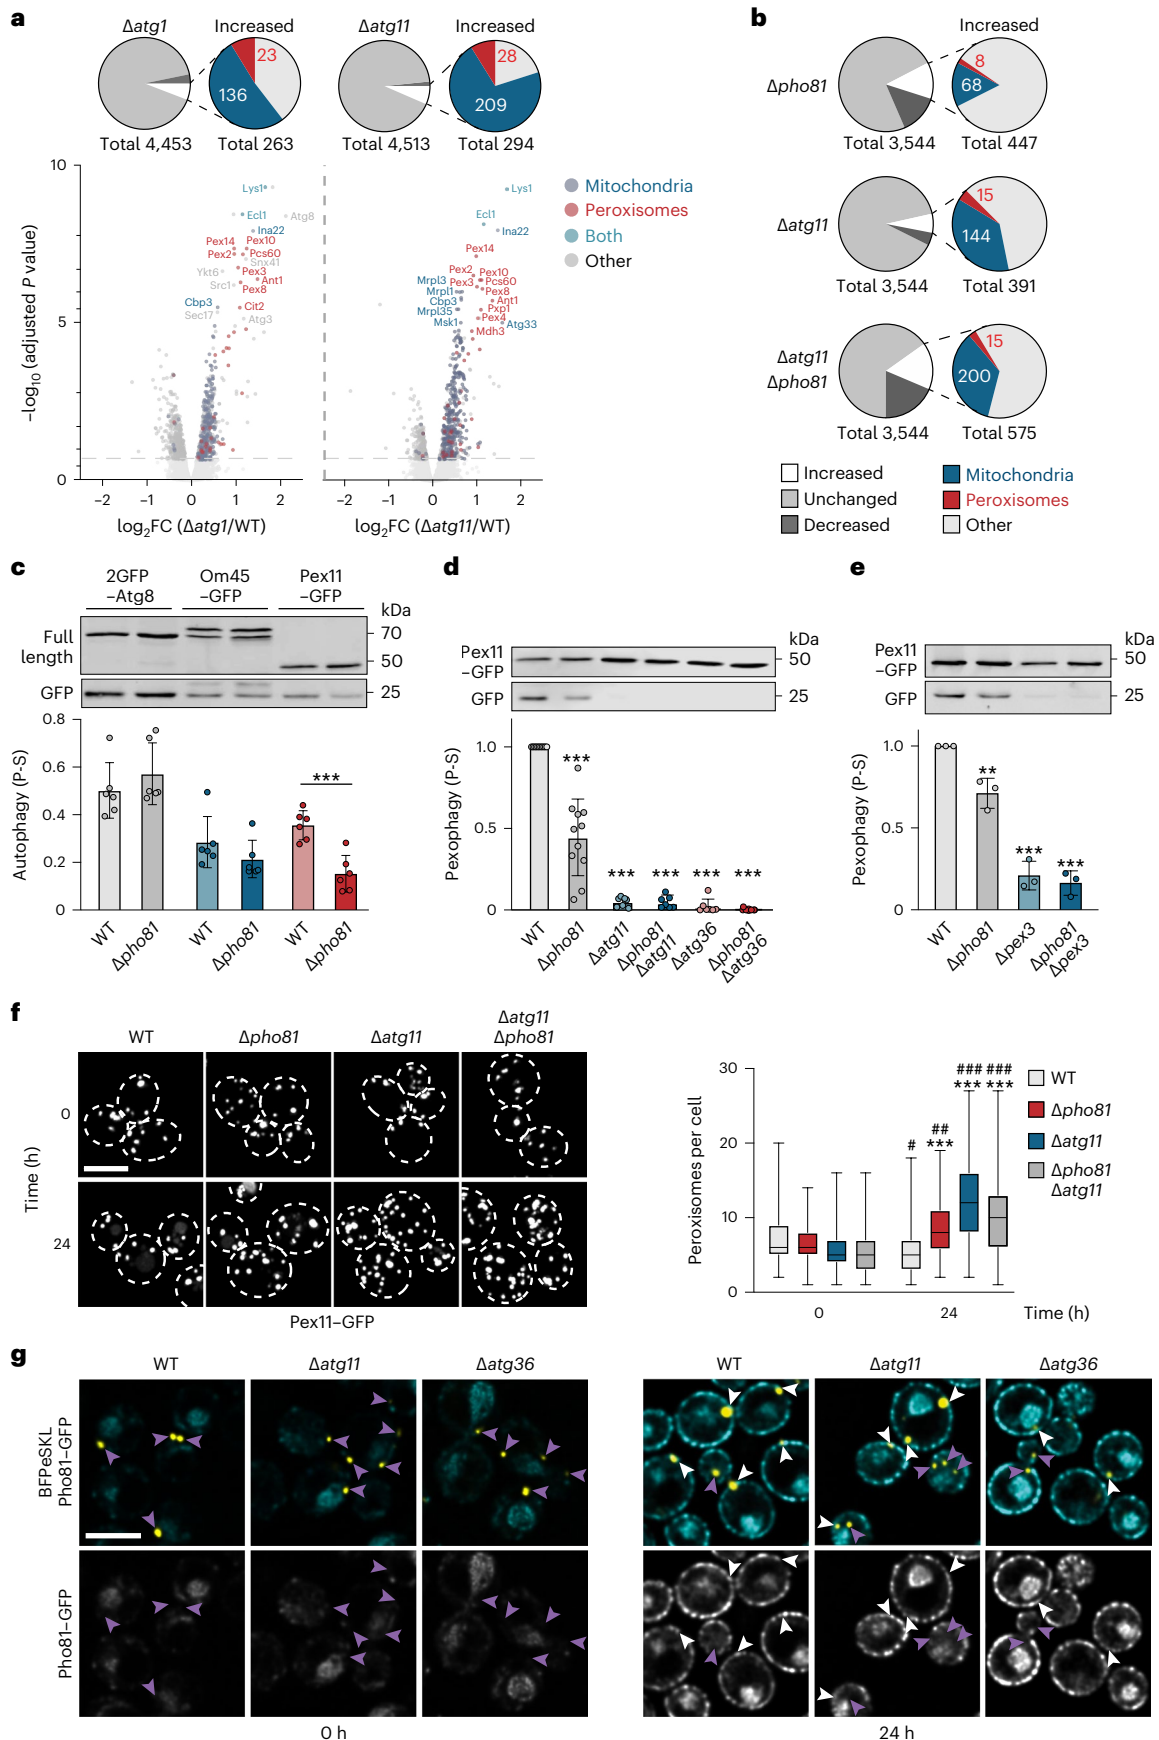 a
Δatg1
Increased
Δatg11
Increased
23
136
28
209
Total 4,453
Total 263
Total 4,513
Total 294
10
5
0
–log10 (adjusted P value)
Lys1
Ecl1
Atg8
Ina22
Pex14
Pex10
Pex2
Pcs60
Snx41
Ykt6
Pex3
Src1
Ant1
Pex8
Cbp3
Cit2
Sec17
Atg3
Lys1
Ecl1
Ina22
Pex14
Pex2
Pex10
Mrpl3
Pex3
Pcs60
Mrpl1
Pex8
Cbp3
Ant1
Mrpl35
Pxp1
Msk1
Pex4
Atg33
Mdh3
Mitochondria
Peroxisomes
Both
Other
–2 –1 0 1 2
–2 –1 0 1 2
log2FC (Δatg1/WT)
log2FC (Δatg11/WT)
b
Increased
Δpho81
8
68
Total 3,544
Total 447
Δatg11
15
144
Total 3,544
Total 391
Δatg11
Δpho81
15
200
Total 3,544
Total 575
Increased
Unchanged
Decreased
Mitochondria
Peroxisomes
Other
c
2GFP
–Atg8
Om45
–GFP
Pex11
–GFP
kDa
Full
length
70
50
GFP
25
0.8
0.6
0.4
0.2
0
Autophagy (P-S)
***
WT
Δpho81
WT
Δpho81
WT
Δpho81
d
kDa
Pex11
–GFP
50
GFP
25
1.0
0.5
0
Pexophagy (P-S)
***
***
***
***
***
WT
Δpho81
Δatg11
Δpho81
Δatg11
Δatg36
Δpho81
Δatg36
e
kDa
Pex11
–GFP
50
GFP
25
1.0
0.5
0
Pexophagy (P-S)
**
***
***
WT
Δpho81
Δpex3
Δpho81
Δpex3
f
WT
Δpho81
Δatg11
Δatg11
Δpho81
0
24
Time (h)
Pex11–GFP
30
20
10
0
Peroxisomes per cell
#
##
***
###
***
###
***
0
24
Time (h)
WT
Δpho81
Δatg11
Δpho81
Δatg11
g
WT
Δatg11
Δatg36
WT
Δatg11
Δatg36
BFPeSKL
Pho81–GFP
Pho81–GFP
0 h
24 h